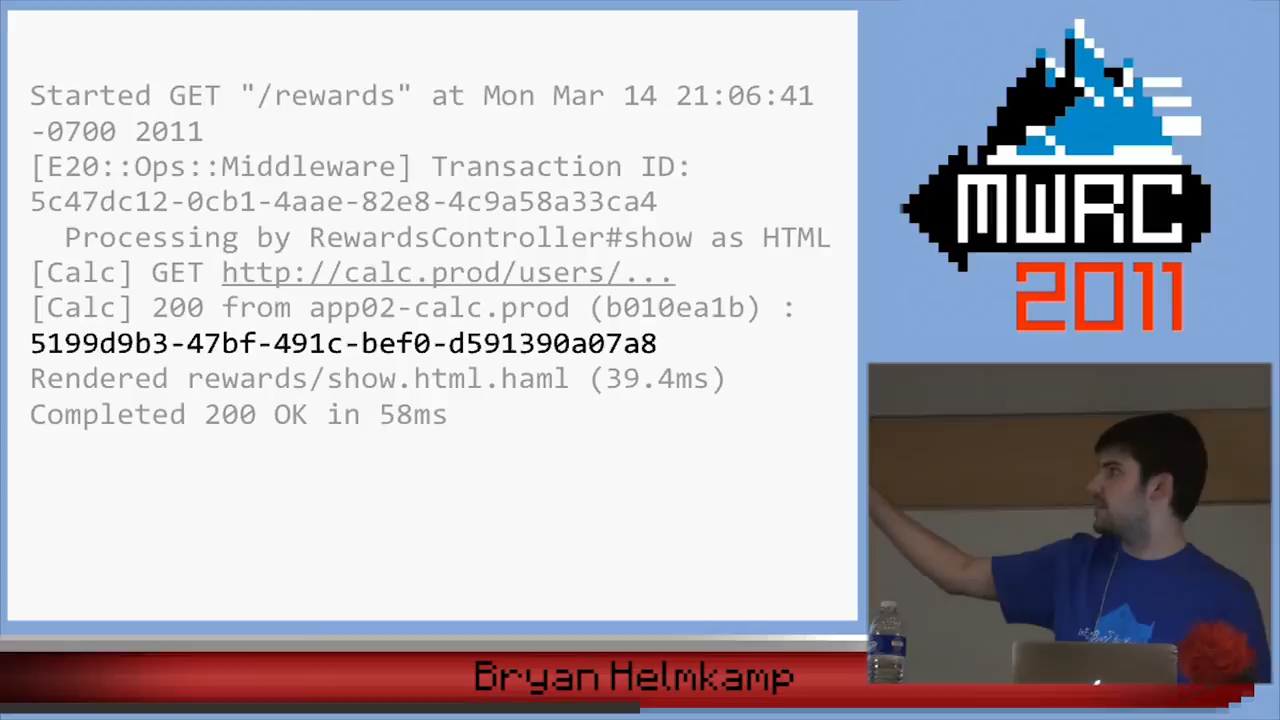 Started GET "/rewards" at Mon Mar 14 21:06:41
-0700 2011
[E20::Ops::Middleware] Transaction ID:
5c47dc12-0cb1-4aae-82e8-4c9a58a33ca4
Processing by RewardsController#show as HTML
[Calc] GET http://calc.prod/users/...
[Calc] 200 from app02-calc.prod (b010ea1b) :
5199d9b3-47bf-491c-bef0-d591390a07a8
Rendered rewards/show.html.haml (39.4ms)
Completed 200 OK in 58ms
MWRC
2011
Bryan Helmkamp